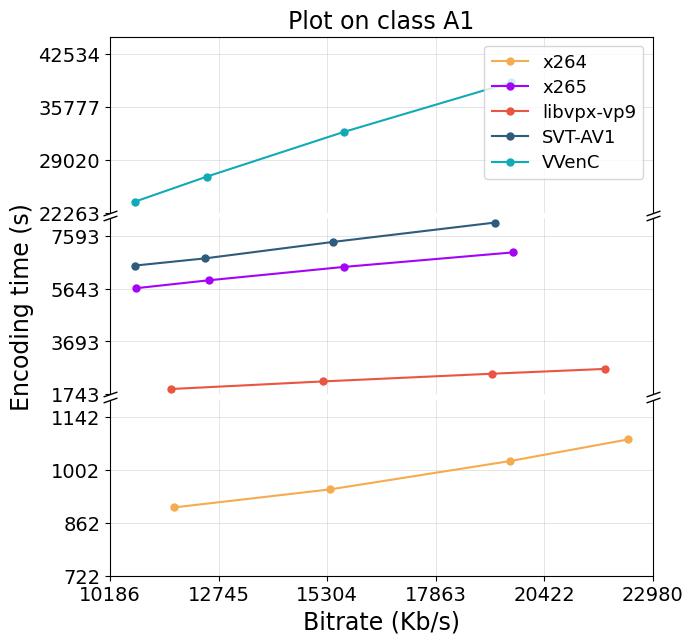 Plot on class A1
42534
35777
29020
22263
7593
5643
3693
1743
1142
1002
862
722
Encoding time (s)
x264
x265
libvpx-vp9
SVT-AV1
VVenC
10186 12745 15304 17863 20422 22980
Bitrate (Kb/s)